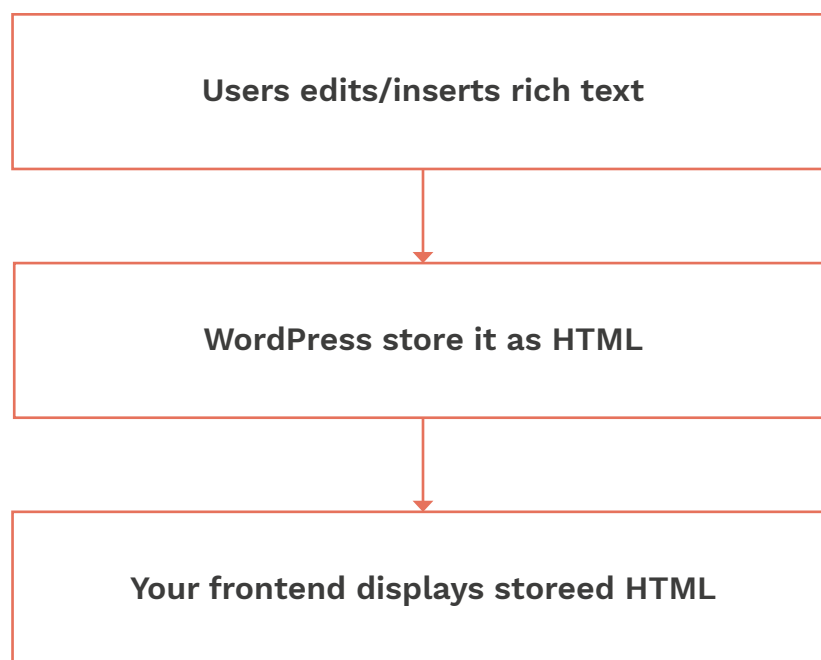 Users edits/inserts rich text
WordPress store it as HTML
Your frontend displays storeed HTML